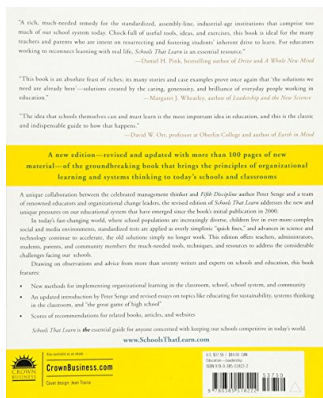 "A rich, much-needed remedy for the standardized, assembly-line, industrial-age institutions that comprise too
much of our school system today. Chock-full of useful tools, ideas, and exercises, this book is ideal for the many
teachers and parents who are intent on resurrecting and fostering students' inherent drive to learn. For educators
working to reconnect learning with real life, Schools That Learn is an essential resource."
—Daniel H. Pink, bestselling author of Drive and A Whole New Mind
"This book is an absolute feast of riches; its many stories and case examples prove once again that 'the solutions we
need are already here'—solutions created by the caring, generosity, and brilliance of everyday people working in
education." —Margaret J. Wheatley, author of Leadership and the New Science
"The idea that schools themselves can and must learn is the most important idea in education, and this is the classic
and indispensable guide to how that happens."
—David W. Orr, professor at Oberlin College and author of Earth in Mind
A new edition—revised and updated with more than 100 pages of new
material—of the groundbreaking book that brings the principles of organizational
learning and systems thinking to today's schools and classrooms
A unique collaboration between the celebrated management thinker and Fifth Discipline author Peter Senge and a team
of renowned educators and organizational change leaders, the revised edition of Schools That Learn addresses the new and
unique pressures on our educational system that have emerged since the book's initial publication in 2000.
In today's fast-changing world, where school populations are increasingly diverse, children live in ever-more-complex
social and media environments, standardized tests are applied as overly simplistic "quick fixes," and advances in science and
technology continue to accelerate, the old solutions simply no longer work. This edition offers teachers, administrators,
students, parents, and community members the much-needed tools, techniques, and resources to address the considerable
challenges facing our schools.
Drawing on observations and advice from more than seventy writers and experts on schools and education, this book
features:
• New methods for implementing organizational learning in the classroom, school, school system, and community
• An updated introduction by Peter Senge and revised essays on topics like educating for sustainability, systems thinking
in the classroom, and "the great game of high school"
• Scores of recommendations for related books, articles, and websites
Schools That Learn is the essential guide for anyone concerned with keeping our schools competitive in today's world.
www.SchoolsThatLearn.com
CROWN
BUSINESS
Also available as an ebook
CrownBusiness.com
Cover design: Jean Traina
Education—Leadership
53750